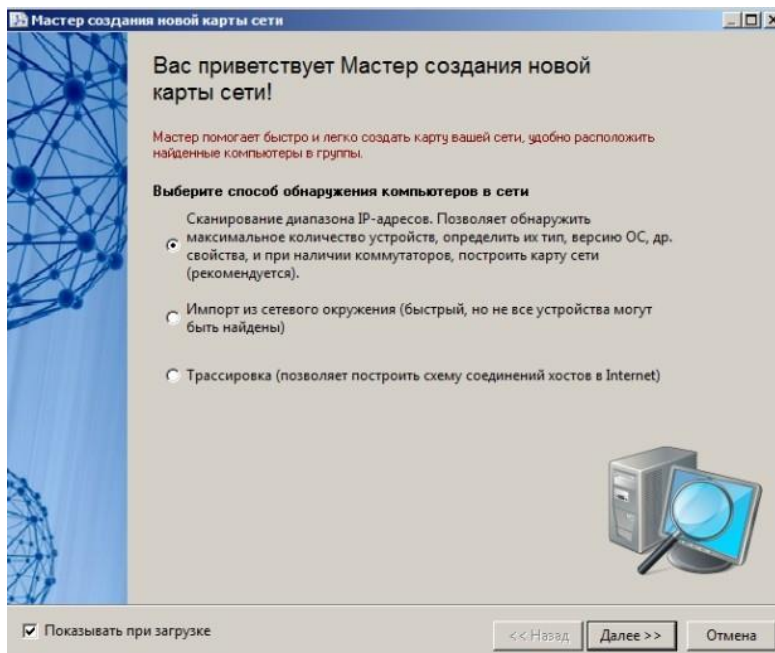 Мастер создания новой карты сети
Вас приветствует Мастер создания новой
карты сети!
Мастер помогает быстро и легко создать карту вашей сети, удобно расположить
найденные компьютеры в группы.
Выберите способ обнаружения компьютеров в сети
Сканирование диапазона IP-адресов. Позволяет обнаружить
максимальное количество устройств, определить их тип, версию ОС, др.
свойства, и при наличии коммутаторов, построить карту сети
(рекомендуется).
Импорт из сетевого окружения (быстрый, но не все устройства могут
быть найдены)
Трассировка (позволяет построить схему соединений хостов в Internet)
Показывать при загрузке
<< Назад
Далее >>
Отмена